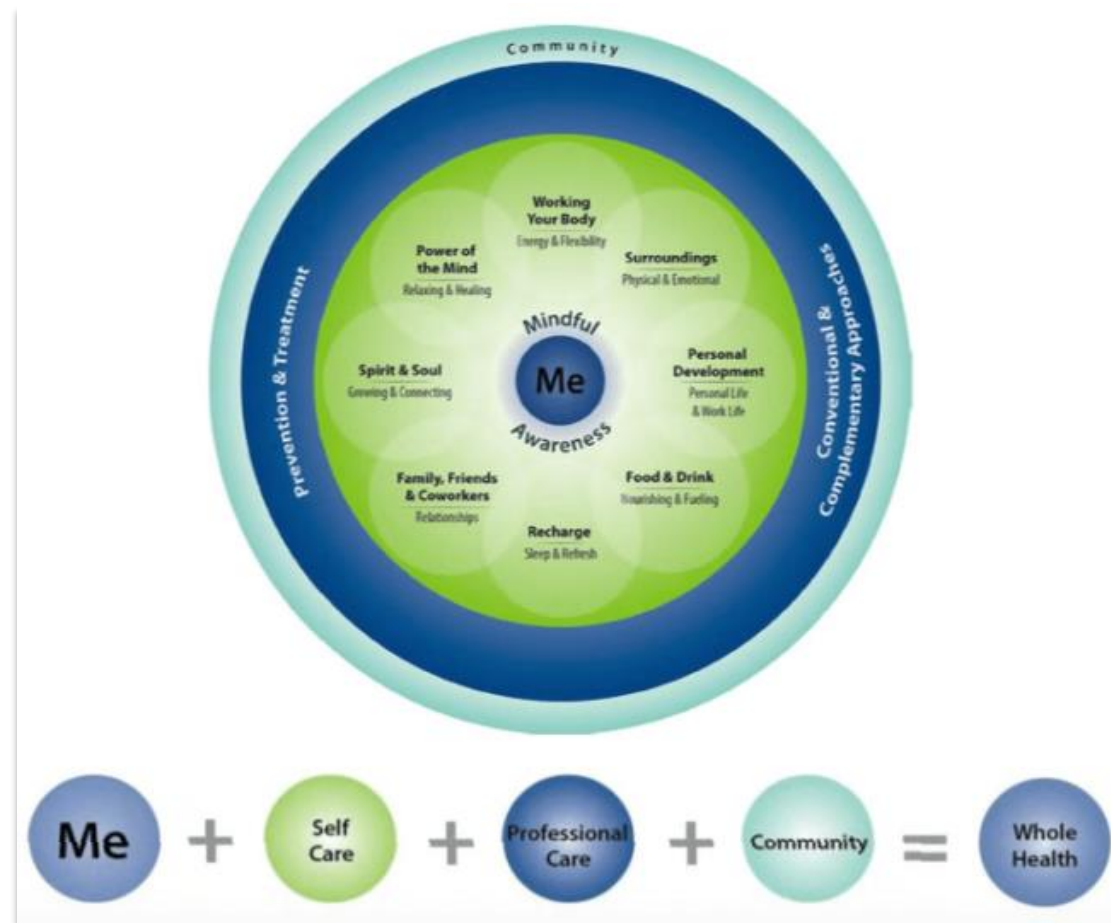 Community
Prevention & Treatment
Conventional &
Complementary Approaches
Working
Your Body
Energy & Flexibility
Surroundings
Physical & Emotional
Personal
Development
Personal Life
& Work Life
Food & Drink
Nourishing & Fueling
Recharge
Sleep & Refresh
Family, Friends
& Coworkers
Relationships
Spirit & Soul
Growing & Connecting
Power of
the Mind
Relaxing & Healing
Mindful
Me
Awareness
Me
+
Self
Care
+
Professional
Care
+
Community
=
Whole
Health